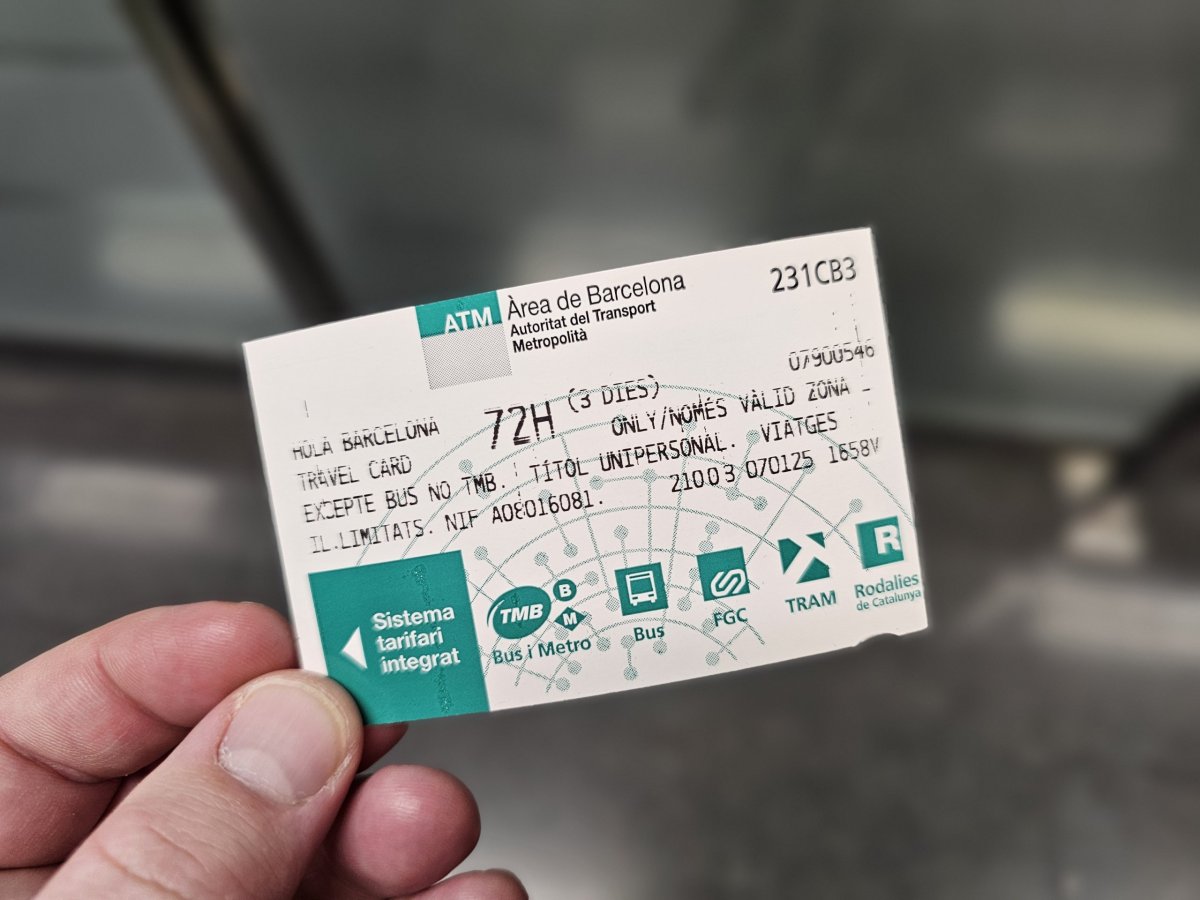 ATM Àrea de Barcelona
Autoritat del Transport
Metropolità
231CB3
07900546
HOLA BARCELONA 72H (3 DIES) ONLY/NOMÉS VÀLID ZONA
TRAVEL CARD
EXCEPTE BUS NO TMB. TÍTOL UNIPERSONAL. VIATGES
IL.LIMITATS. NIF A08016081. 21003 070125 1658V
Sistema
tarifari
integrat
TMB B M
Bus i Metro
Bus
FGC
TRAM
R
Rodalies
de Catalunya